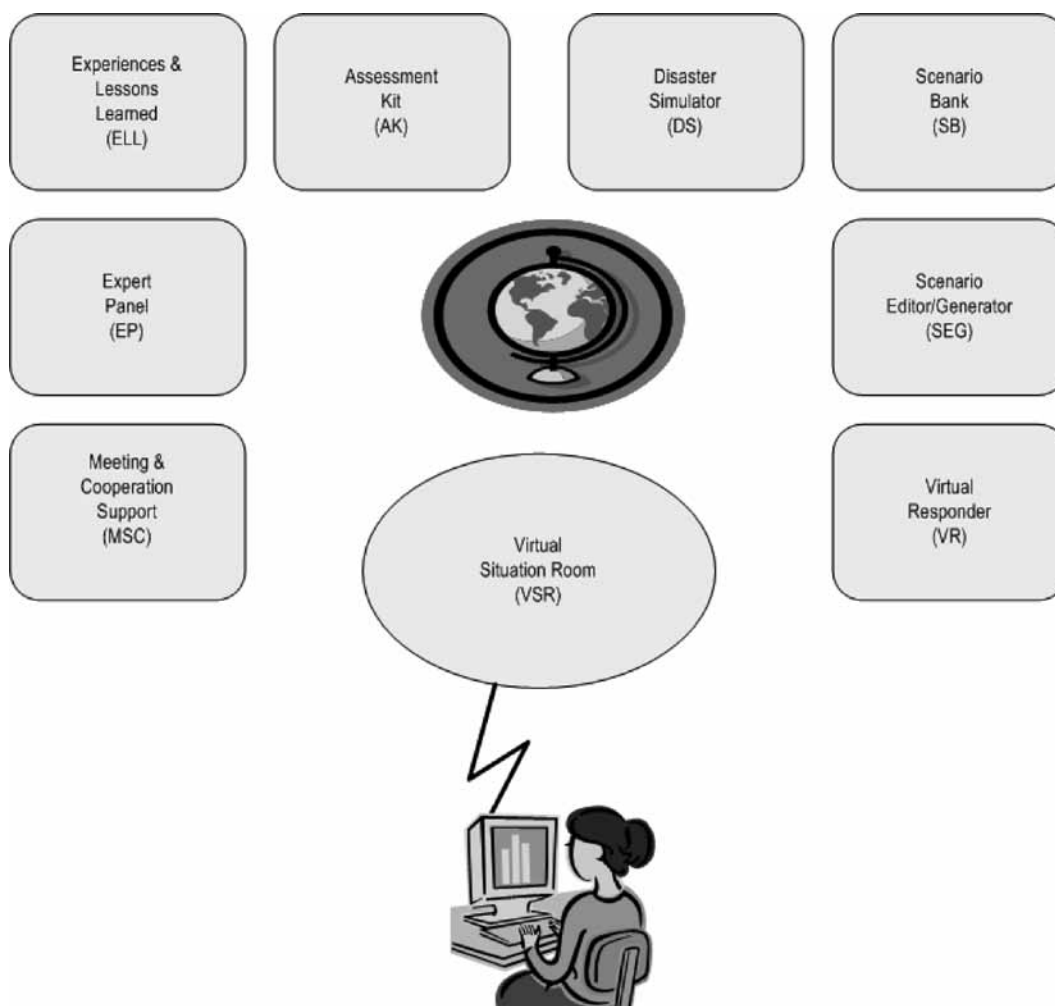 Experiences &
Lessons
Learned
(ELL)
Assessment
Kit
(AK)
Disaster
Simulator
(DS)
Scenario
Bank
(SB)
Expert
Panel
(EP)
Scenario
Editor/Generator
(SEG)
Meeting &
Cooperation
Support
(MSC)
Virtual
Situation Room
(VSR)
Virtual
Responder
(VR)